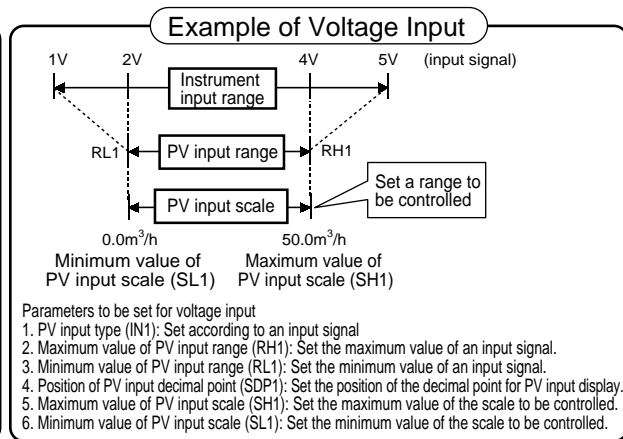 Example of Voltage Input
1V 2V 4V 5V (input signal)
Instrument
input range
RL1 PV input range RH1
PV input scale
Set a range to
be controlled
0.0m³/h 50.0m³/h
Minimum value of
PV input scale (SL1)
Maximum value of
PV input scale (SH1)
Parameters to be set for voltage input
1. PV input type (IN1): Set according to an input signal
2. Maximum value of PV input range (RH1): Set the maximum value of an input signal.
3. Minimum value of PV input range (RL1): Set the minimum value of an input signal.
4. Position of PV input decimal point (SDP1): Set the position of the decimal point for PV input display.
5. Maximum value of PV input scale (SH1): Set the maximum value of the scale to be controlled.
6. Minimum value of PV input scale (SL1): Set the minimum value of the scale to be controlled.